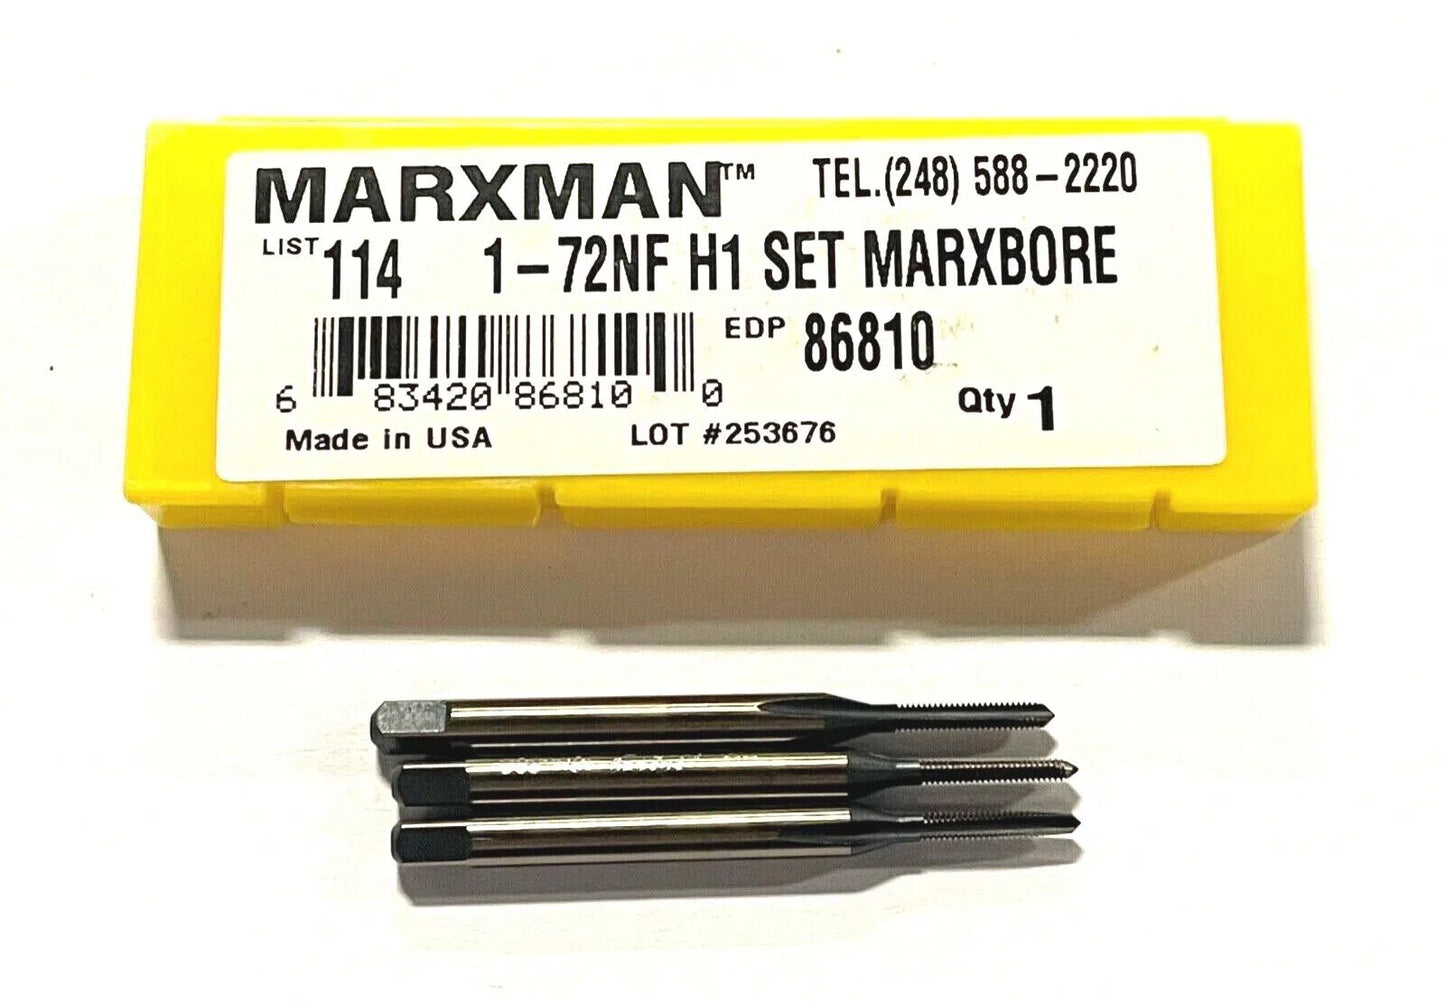 MARXMAN™ TEL.(248) 588-2220
LIST 114 1-72NF H1 SET MARXBORE
EDP 86810
6 83420 86810 0
Qty 1
Made in USA LOT #253676